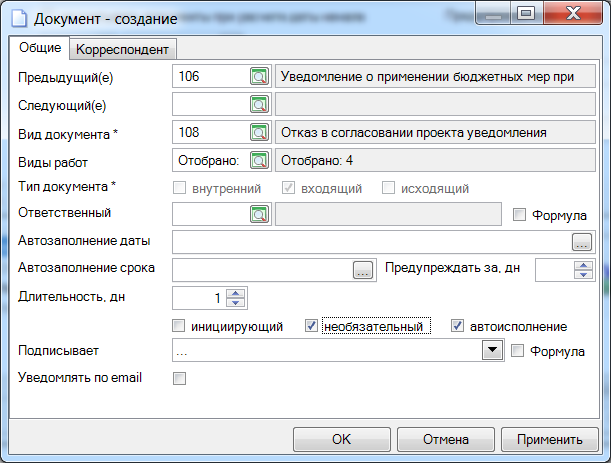 Документ - создание
Общие Корреспондент
Предыдущий(е) 106 Уведомление о применении бюджетных мер при
Следующий(е)
Вид документа * 108 Отказ в согласовании проекта уведомления
Виды работ Отобрано: Отобрано: 4
Тип документа * внутренний входящий исходящий
Ответственный Формула
Автозаполнение даты ...
Автозаполнение срока ... Предупреждать за, дн
Длительность, дн 1
инициирующий необязательный автоисполнение
Подписывает ... Формула
Уведомлять по email
OK Отмена Применить